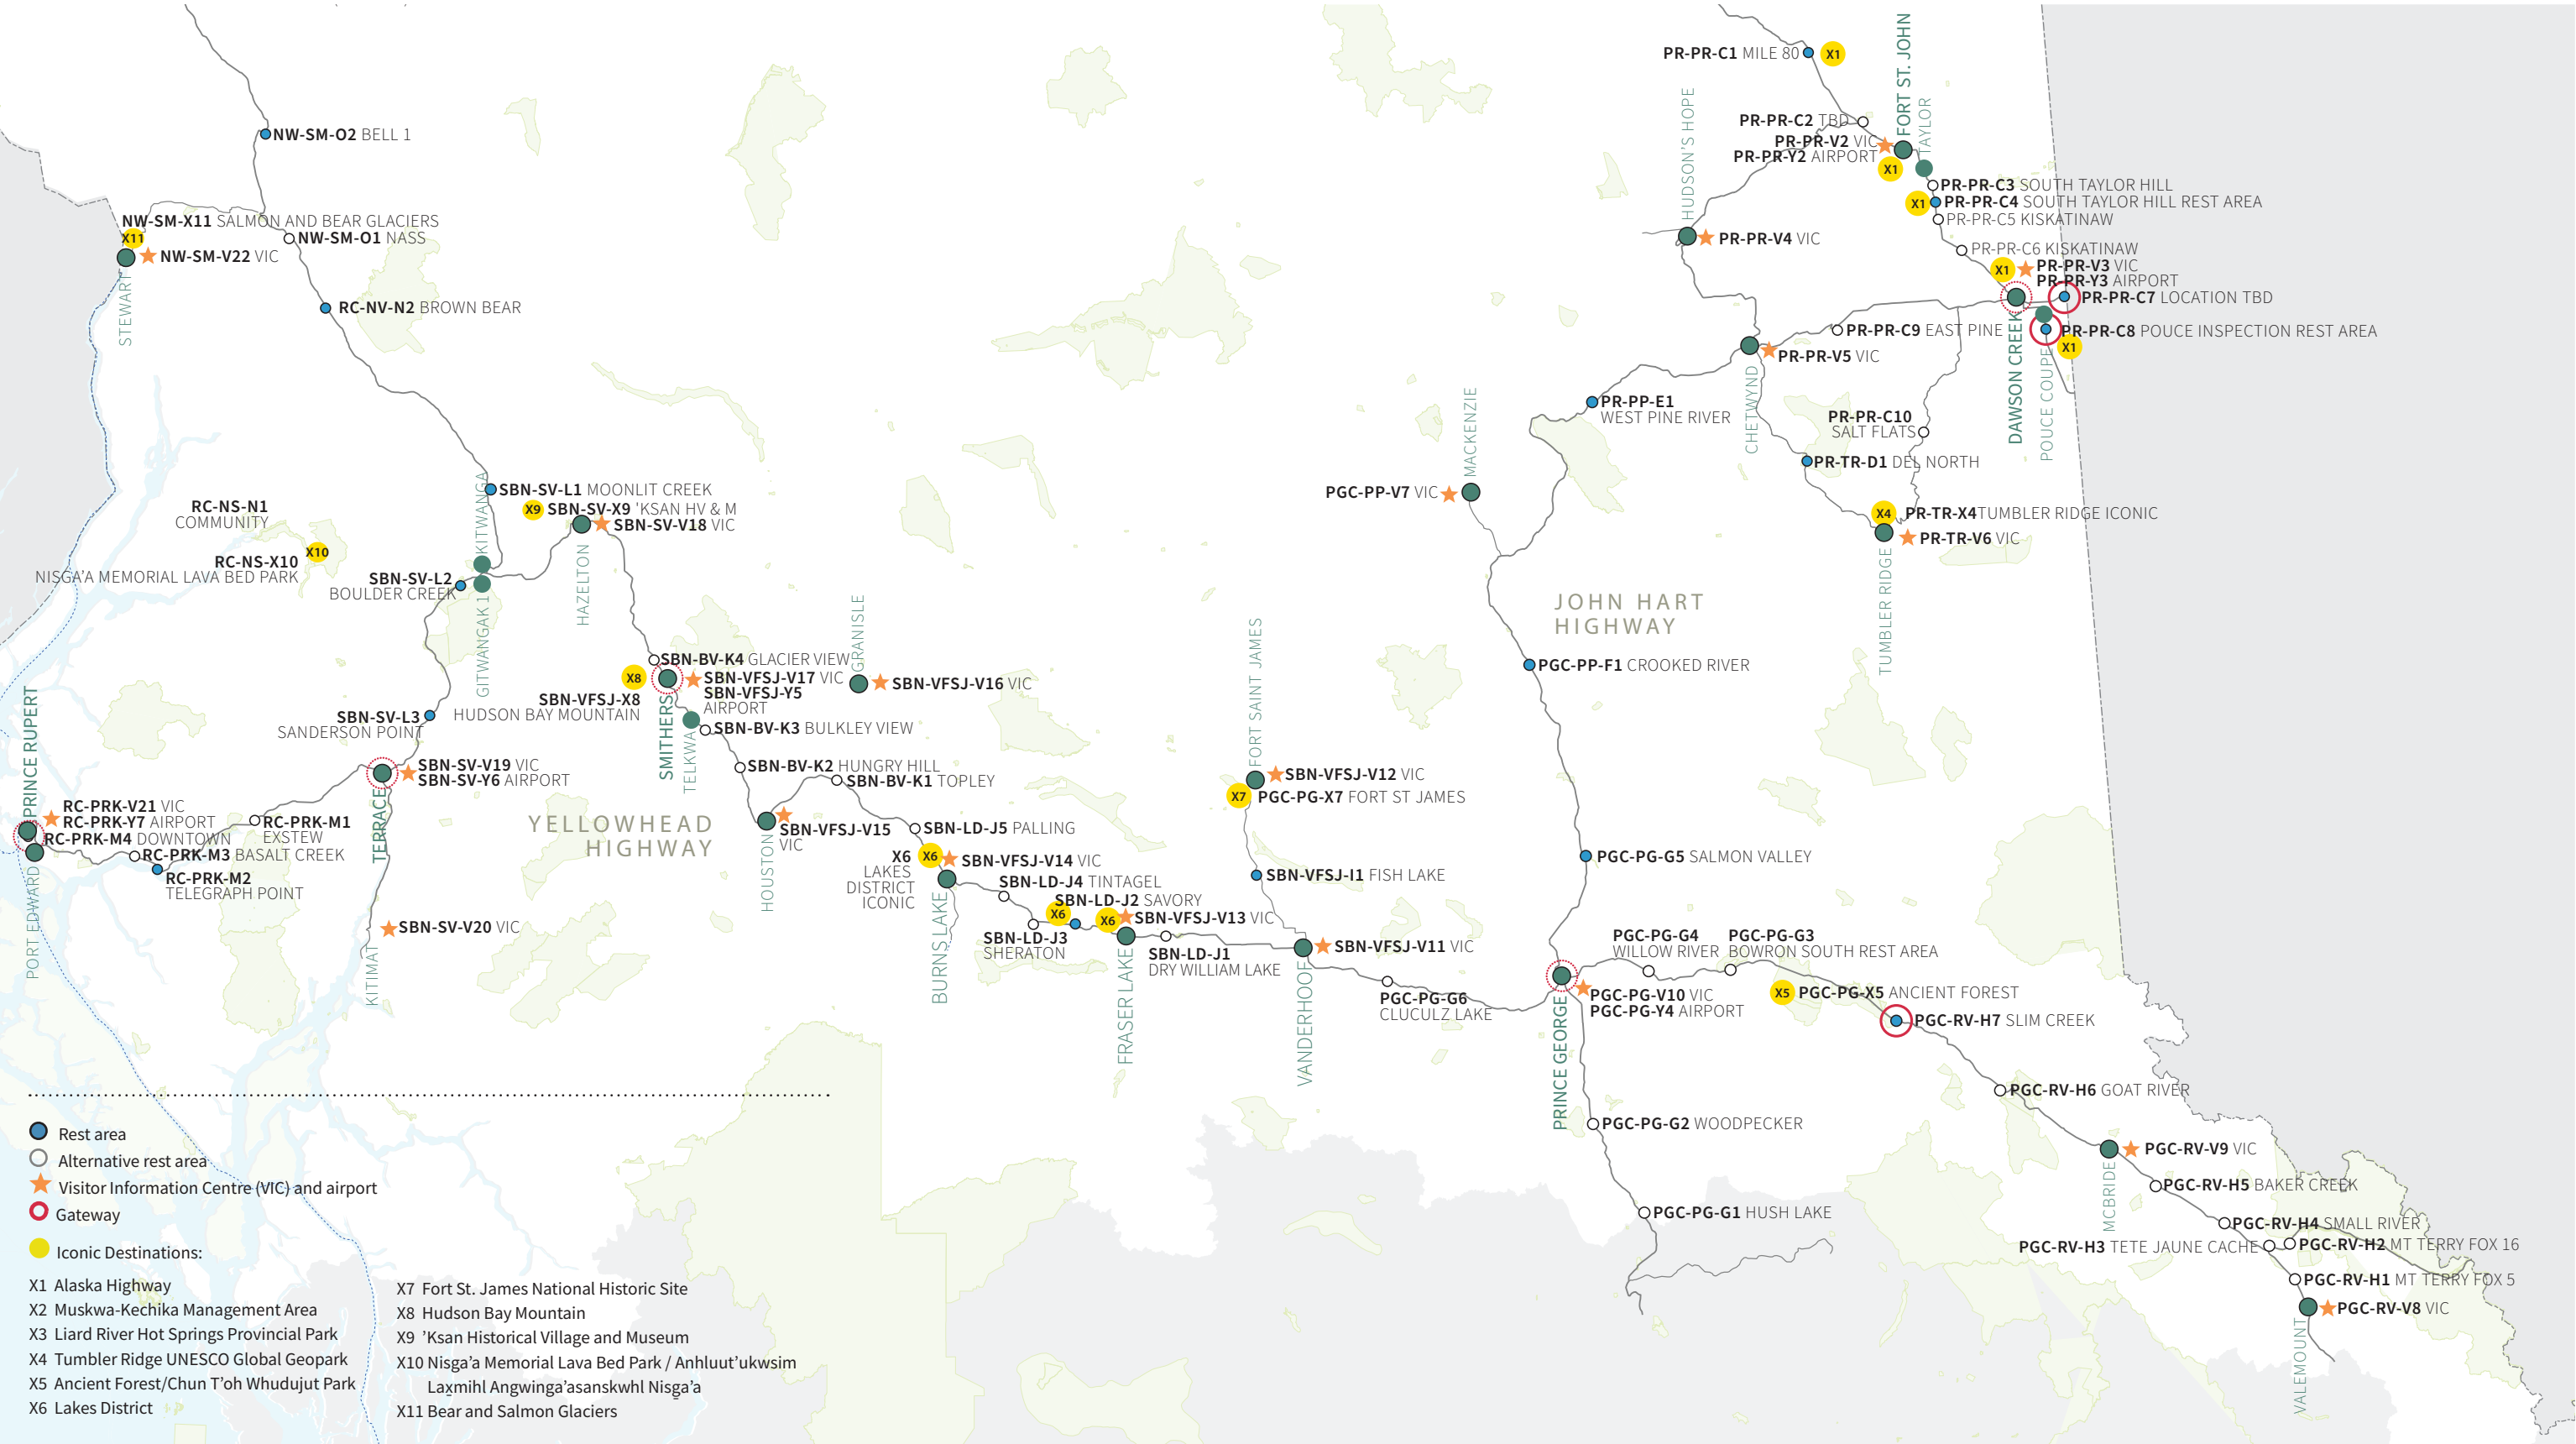 PR-PR-C1 MILE 80
X1
FORT ST. JOHN
TAYLOR
HUDSON'S HOPE
PR-PR-C2 TBD
PR-PR-V2 VIC
PR-PR-Y2 AIRPORT
X1
PR-PR-C3 SOUTH TAYLOR HILL
X1
PR-PR-C4 SOUTH TAYLOR HILL REST AREA
PR-PR-C5 KISKATINAW
PR-PR-V4 VIC
PR-PR-C6 KISKATINAW
X1
PR-PR-V3 VIC
PR-PR-Y3 AIRPORT
PR-PR-C7 LOCATION TBD
PR-PR-C9 EAST PINE
PR-PR-C8 POUCE INSPECTION REST AREA
X1
DAWSON CREEK
POUCE COUPE
PR-PR-V5 VIC
CHETWYND
PR-PP-E1
WEST PINE RIVER
PR-PR-C10
SALT FLATS
PR-TR-D1 DEL NORTH
X4
PR-TR-X4 TUMBLER RIDGE ICONIC
PR-TR-V6 VIC
TUMBLER RIDGE
MACKENZIE
PGC-PP-V7 VIC
JOHN HART
HIGHWAY
PGC-PP-F1 CROOKED RIVER
PGC-PG-G5 SALMON VALLEY
NW-SM-O2 BELL 1
NW-SM-X11 SALMON AND BEAR GLACIERS
X11
NW-SM-O1 NASS
NW-SM-V22 VIC
STEWART
RC-NV-N2 BROWN BEAR
KITWANGA
SBN-SV-L1 MOONLIT CREEK
X9
SBN-SV-X9 'KSAN HV & M
SBN-SV-V18 VIC
RC-NS-N1
COMMUNITY
X10
RC-NS-X10
NISGA'A MEMORIAL LAVA BED PARK
SBN-SV-L2
BOULDER CREEK
GITWANGAK 1
HAZELTON
SBN-BV-K4 GLACIER VIEW
X8
SBN-VFSJ-V17 VIC
SBN-VFSJ-Y5
AIRPORT
SBN-VFSJ-X8
HUDSON BAY MOUNTAIN
GRANISLE
SBN-VFSJ-V16 VIC
SBN-SV-L3
SANDERSON POINT
SMITHERS
TELKWA
SBN-BV-K3 BULKLEY VIEW
SBN-BV-K2 HUNGRY HILL
SBN-BV-K1 TOPLEY
SBN-SV-V19 VIC
SBN-SV-Y6 AIRPORT
TERRACE
PRINCE RUPERT
RC-PRK-V21 VIC
RC-PRK-Y7 AIRPORT
RC-PRK-M4 DOWNTOWN
RC-PRK-M1
EXSTEW
RC-PRK-M3 BASALT CREEK
RC-PRK-M2
TELEGRAPH POINT
PORT EDWARD
YELLOWHEAD
HIGHWAY
SBN-VFSJ-V15
VIC
HOUSTON
SBN-LD-J5 PALLING
X6
X6
LAKES
DISTRICT
ICONIC
SBN-VFSJ-V14 VIC
SBN-LD-J4 TINTAGEL
SBN-LD-J2 SAVORY
X6
X6
SBN-VFSJ-V13 VIC
SBN-LD-J3
SHERATON
SBN-LD-J1
DRY WILLIAM LAKE
BURNS LAKE
FRASER LAKE
SBN-SV-V20 VIC
KITIMAT
FORT SAINT JAMES
SBN-VFSJ-V12 VIC
X7
PGC-PG-X7 FORT ST JAMES
SBN-VFSJ-I1 FISH LAKE
SBN-VFSJ-V11 VIC
VANDERHOOF
PGC-PG-G6
CLUCULZ LAKE
PGC-PG-G4
WILLOW RIVER
PGC-PG-G3
BOWRON SOUTH REST AREA
PGC-PG-V10 VIC
PGC-PG-Y4 AIRPORT
X5
PGC-PG-X5 ANCIENT FOREST
PRINCE GEORGE
PGC-RV-H7 SLIM CREEK
PGC-RV-H6 GOAT RIVER
PGC-PG-G2 WOODPECKER
PGC-RV-V9 VIC
MCBRIDE
PGC-RV-H5 BAKER CREEK
PGC-PG-G1 HUSH LAKE
PGC-RV-H4 SMALL RIVER
PGC-RV-H3 TETE JAUNE CACHE
PGC-RV-H2 MT TERRY FOX 16
PGC-RV-H1 MT TERRY FOX 5
PGC-RV-V8 VIC
VALEMOUNT
Rest area
Alternative rest area
Visitor Information Centre (VIC) and airport
Gateway
Iconic Destinations:
X1 Alaska Highway
X2 Muskwa-Kechika Management Area
X3 Liard River Hot Springs Provincial Park
X4 Tumbler Ridge UNESCO Global Geopark
X5 Ancient Forest/Chun T'oh Whudujut Park
X6 Lakes District
X7 Fort St. James National Historic Site
X8 Hudson Bay Mountain
X9 'Ksan Historical Village and Museum
X10 Nisga'a Memorial Lava Bed Park / Anhluut'ukwsim
Lax̱mihl Angwinga'asanskwhl Nisg̱a'a
X11 Bear and Salmon Glaciers